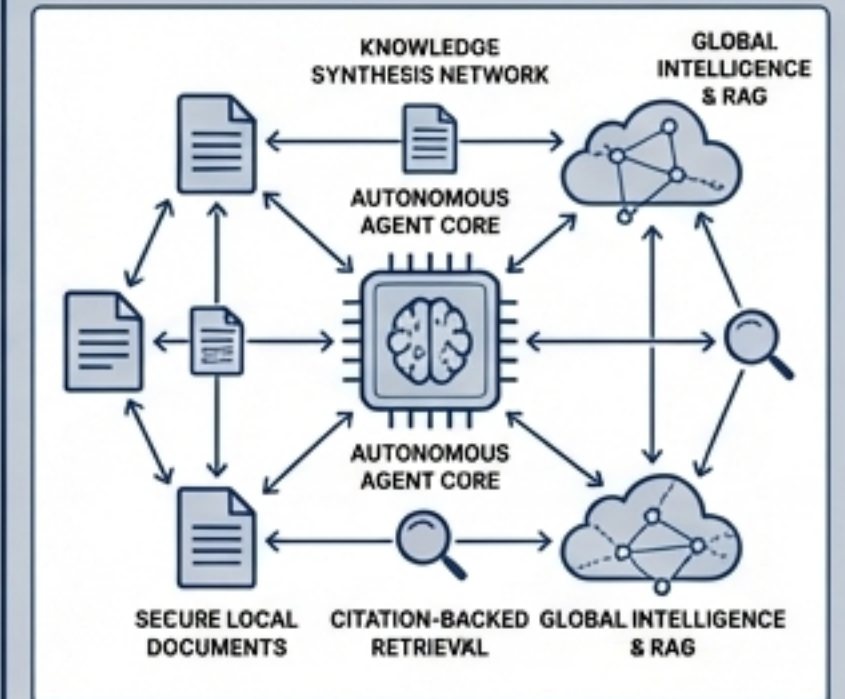 KNOWLEDGE
SYNTHESIS NETWORK
GLOBAL
INTELLIGENCE
& RAG
AUTONOMOUS
AGENT CORE
AUTONOMOUS
AGENT CORE
SECURE LOCAL
DOCUMENTS
CITATION-BACKED
RETRIEVAL
GLOBAL INTELLIGENCE
& RAG